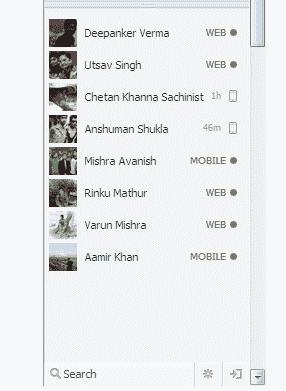 Deepanker Verma WEB
Utsav Singh WEB
Chetan Khanna Sachinist 1h
Anshuman Shukla 46m
Mishra Avanish MOBILE
Rinku Mathur WEB
Varun Mishra WEB
Aamir Khan MOBILE
Search